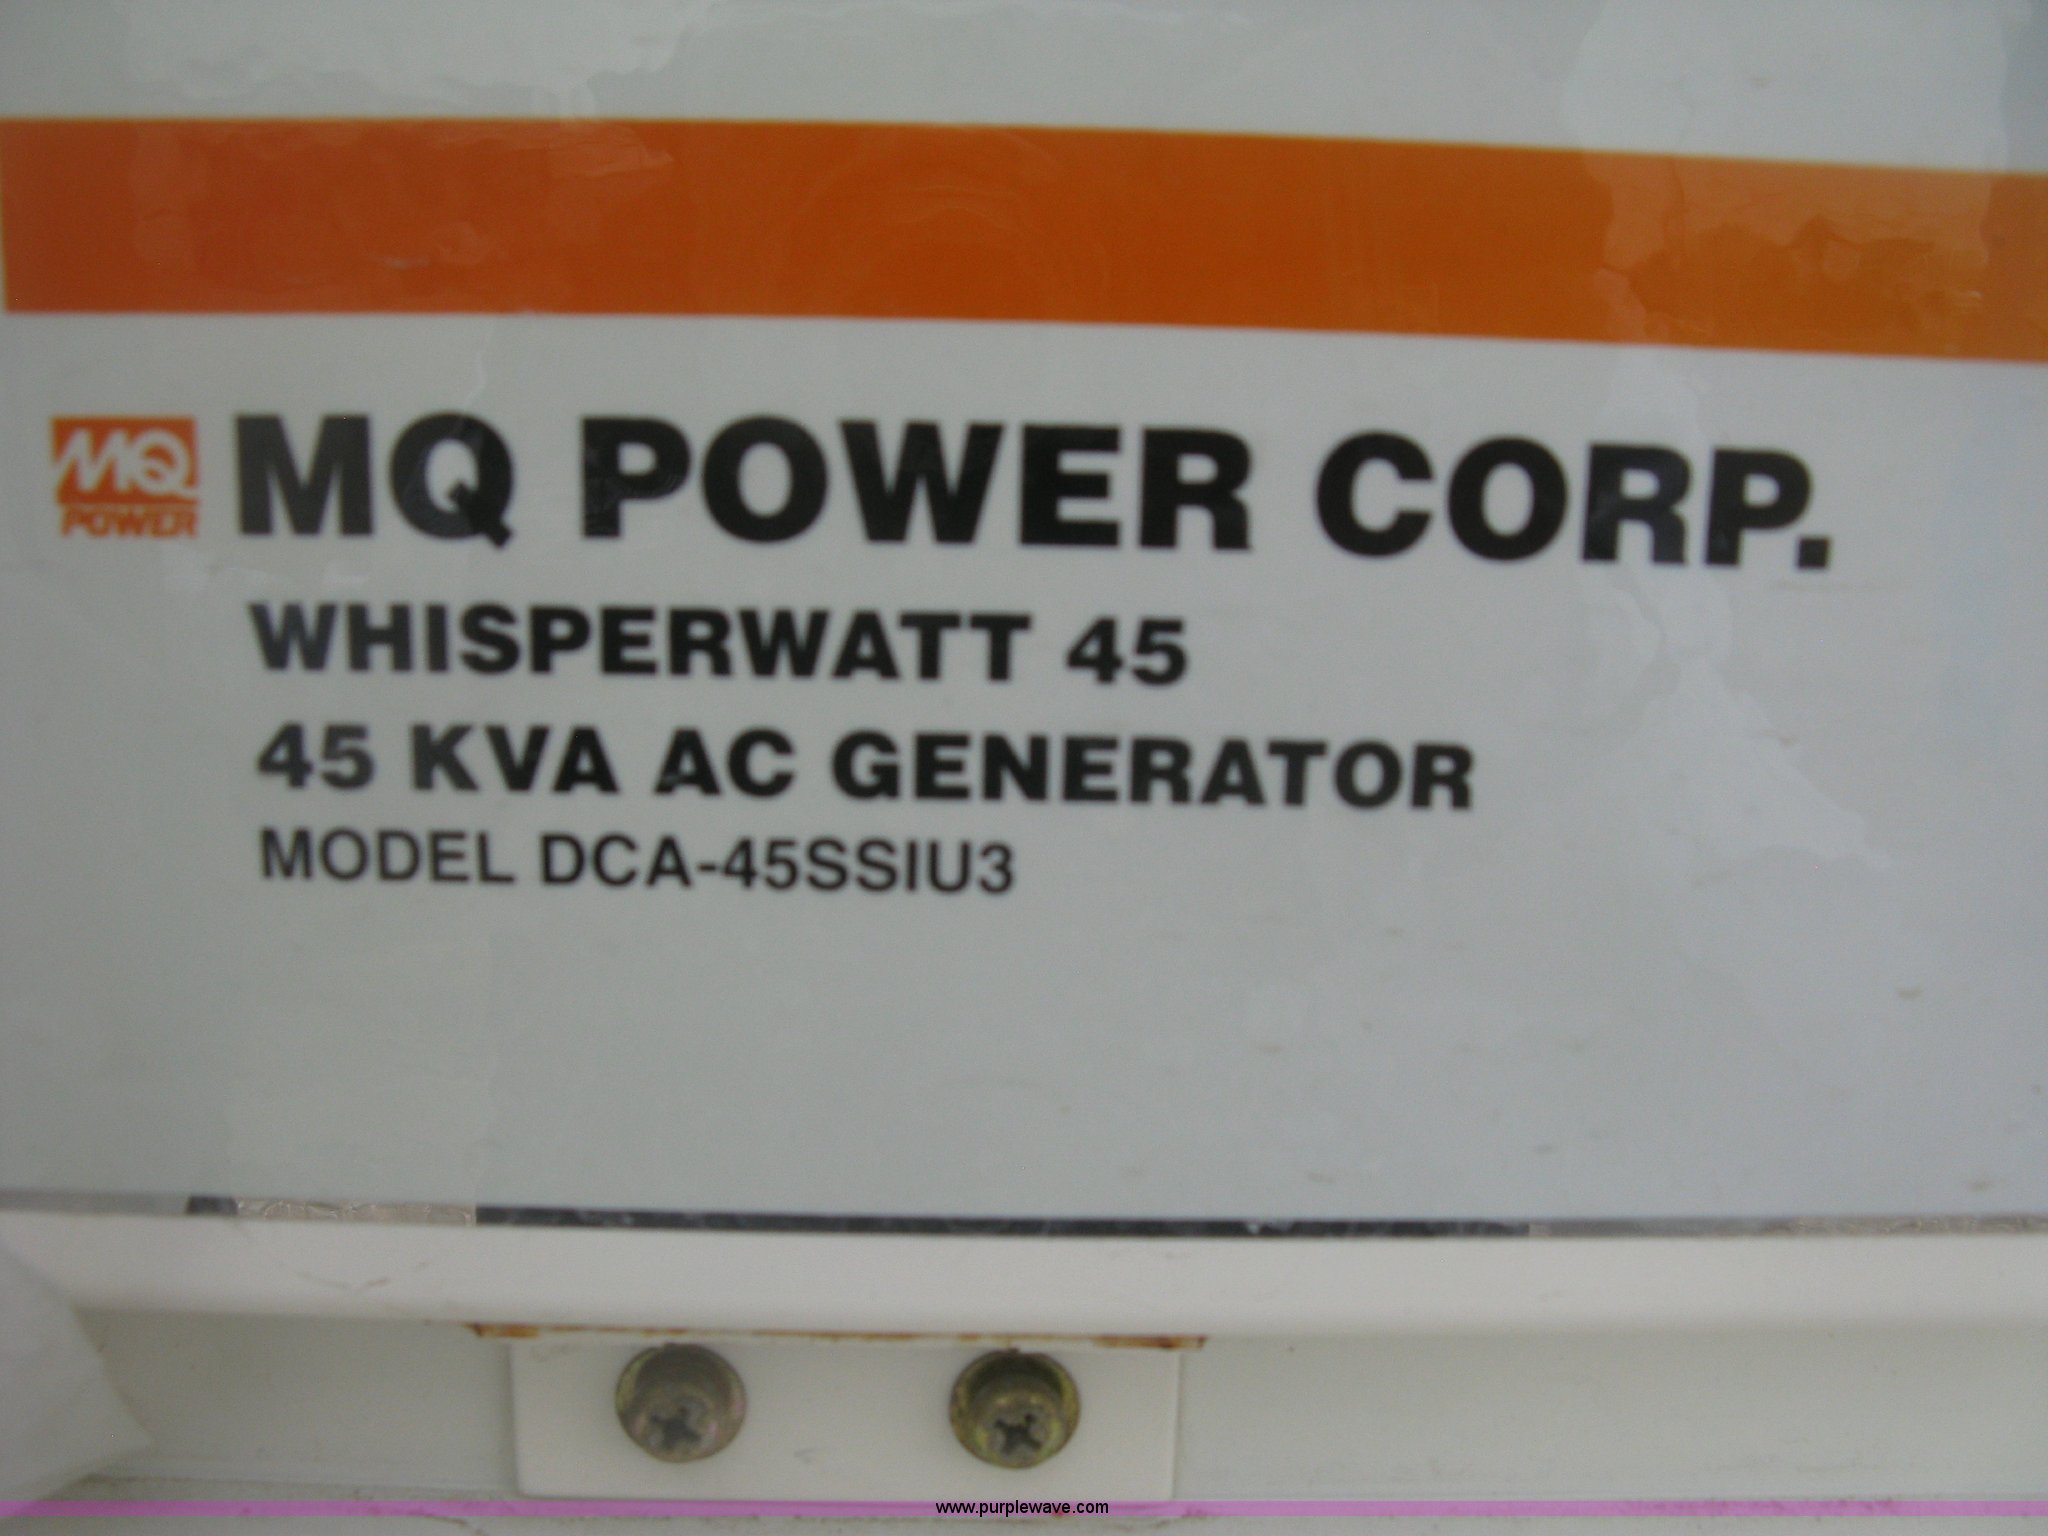 MQ POWER CORP.
MQ
POWER
WHISPERWATT 45
45 KVA AC GENERATOR
MODEL DCA-45SSIU3
www.purplewave.com